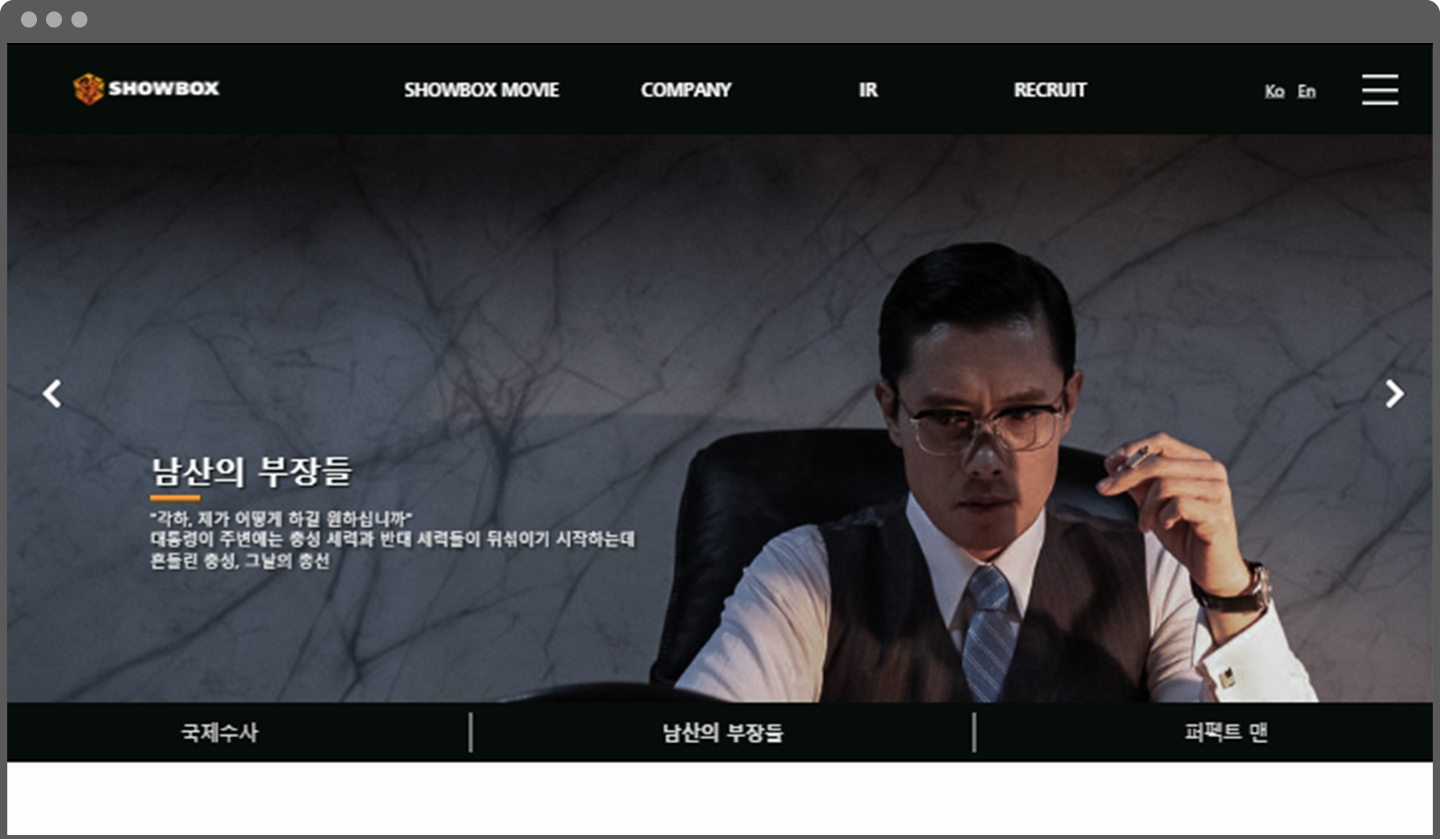 SHOWBOX
SHOWBOX MOVIE
COMPANY
IR
RECRUIT
Ko En
남산의 부장들
"각하, 제가 어떻게 하길 원하십니까"
대통령이 주변에는 충성 세력과 반대 세력들이 뒤섞이기 시작하는데
흔들린 충성, 그날의 총선
국제수사
남산의 부장들
퍼펙트 맨